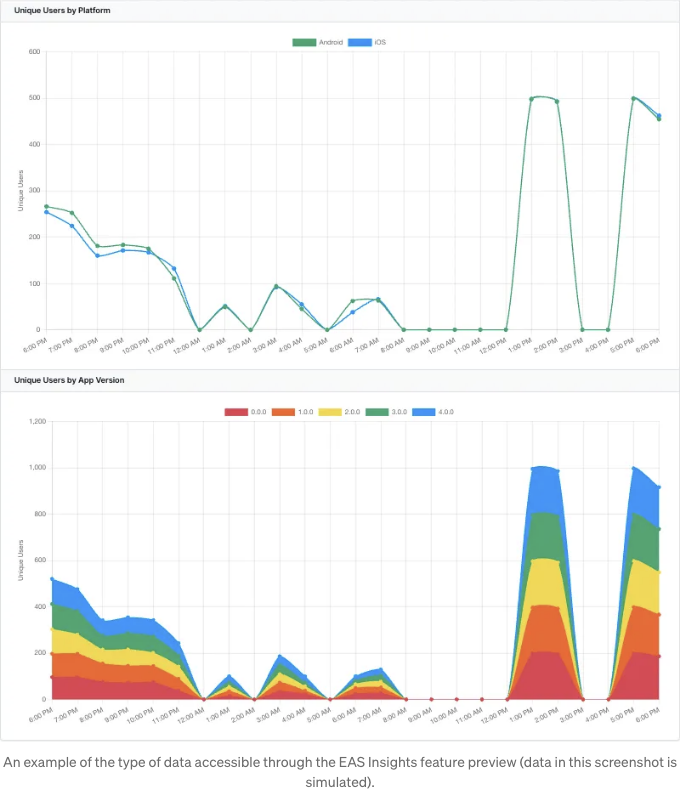 Unique Users by Platform
Android iOS
600
500
400
300
200
100
0
Unique Users
6:00 PM 7:00 PM 8:00 PM 9:00 PM 10:00 PM 11:00 PM 12:00 AM 1:00 AM 2:00 AM 3:00 AM 4:00 AM 5:00 AM 6:00 AM 7:00 AM 8:00 AM 9:00 AM 10:00 AM 11:00 AM 12:00 PM 1:00 PM 2:00 PM 3:00 PM 4:00 PM 5:00 PM 6:00 PM
Unique Users by App Version
0.0.0 1.0.0 2.0.0 3.0.0 4.0.0
1,200
1,000
800
600
400
200
0
Unique Users
6:00 PM 7:00 PM 8:00 PM 9:00 PM 10:00 PM 11:00 PM 12:00 AM 1:00 AM 2:00 AM 3:00 AM 4:00 AM 5:00 AM 6:00 AM 7:00 AM 8:00 AM 9:00 AM 10:00 AM 11:00 AM 12:00 PM 1:00 PM 2:00 PM 3:00 PM 4:00 PM 5:00 PM 6:00 PM
An example of the type of data accessible through the EAS Insights feature preview (data in this screenshot is
simulated).